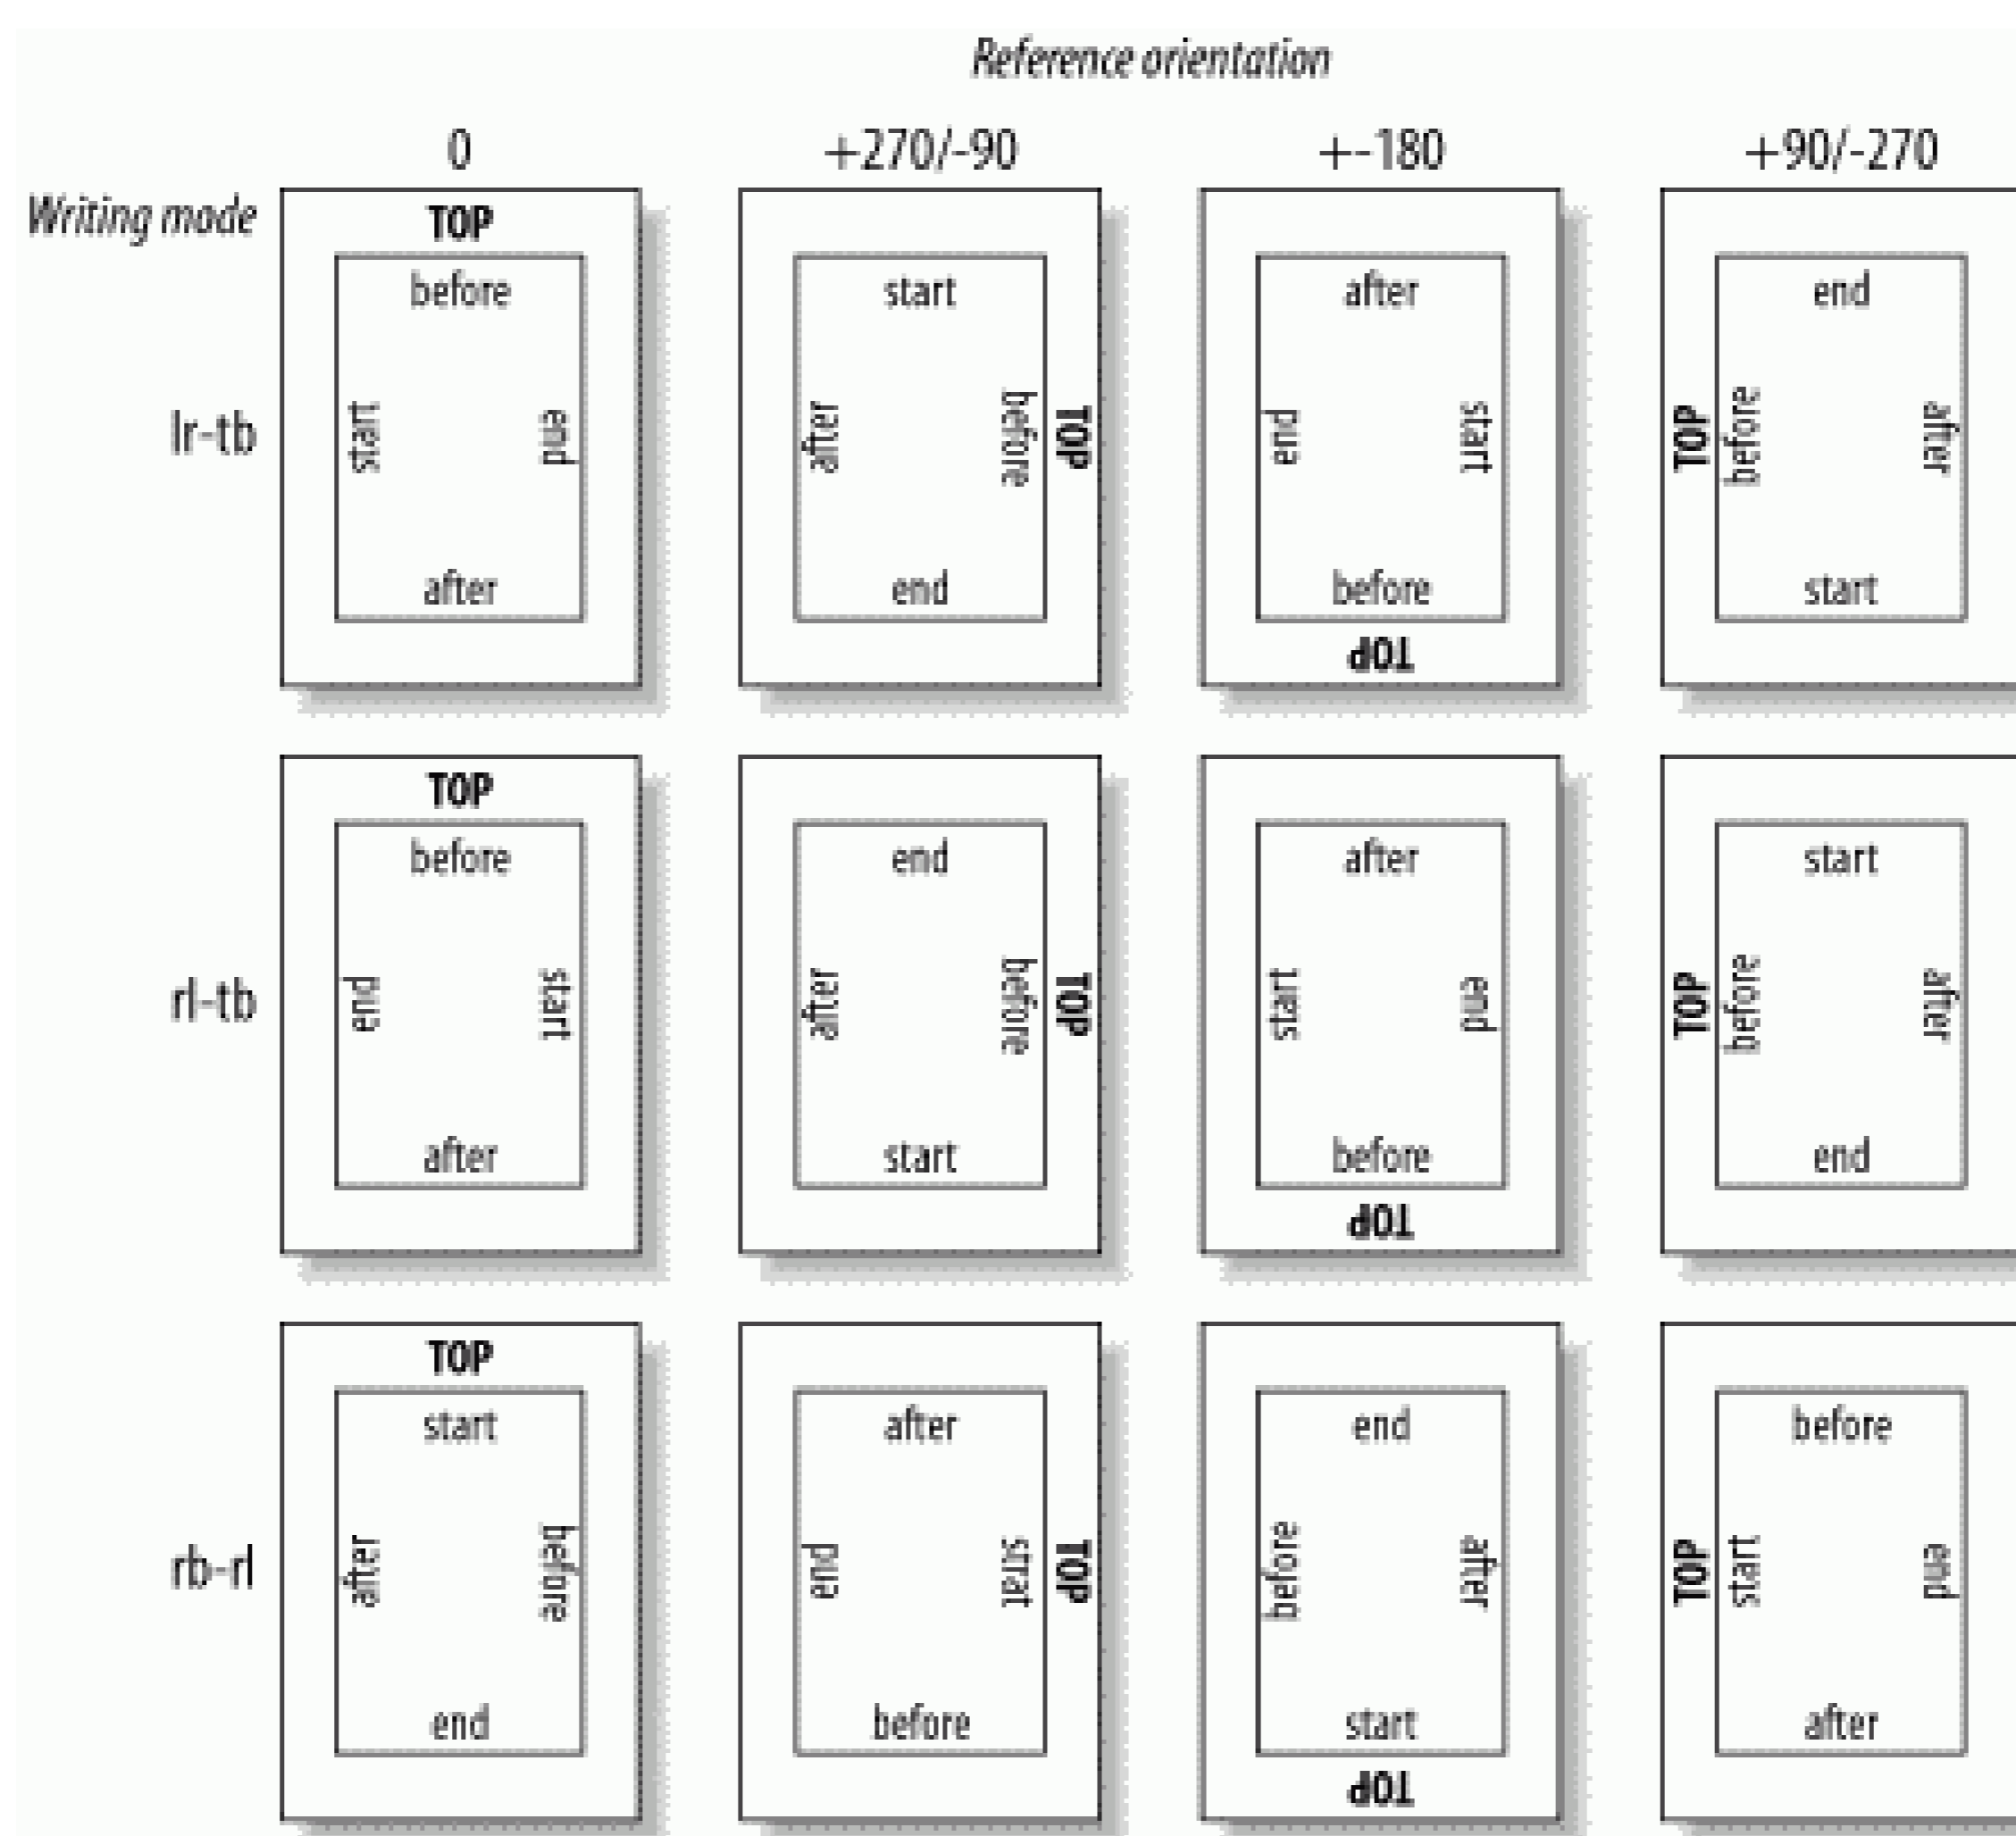 Reference orientation
0 +270/-90 +-180 +90/-270
Writing mode
TOP
before start after end
lr-tb
start end after before TOP end start TOP before after
after end before start
TOP
TOP
before end after start
rl-tb
end start after before TOP start end TOP before after
after start before end
TOP
TOP
start after end before
rb-rl
after before end strat TOP before after TOP start end
end before start after
TOP